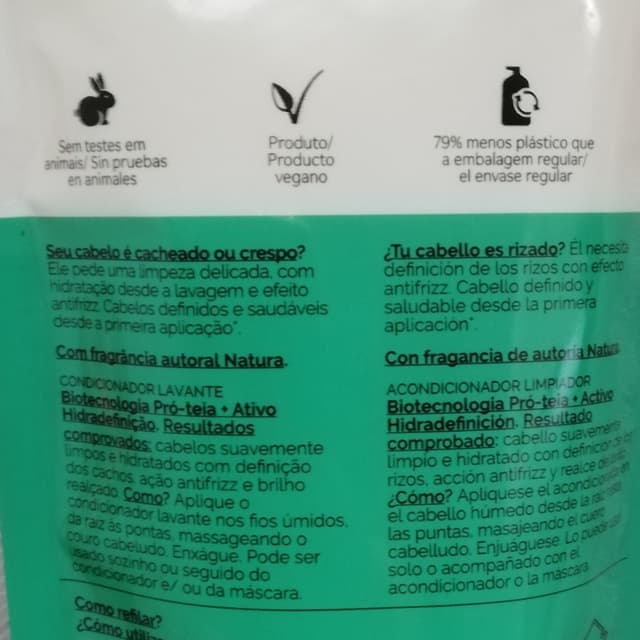 Sem testes em
animais/ Sin pruebas
en animales
Produto/
Producto
vegano
79% menos plástico que
a embalagem regular/
el envase regular
Seu cabelo é cacheado ou crespo?
Ele pede uma limpeza delicada, com
hidratação desde a lavagem e efeito
antifrizz. Cabelos definidos e saudáveis
desde a primeira aplicação*.
Com fragrância autoral Natura.
CONDICIONADOR LAVANTE
Biotecnologia Pró-teia + Ativo
Hidradefinição. Resultados
comprovados: cabelos suavemente
limpos e hidratados com definição
dos cachos, ação antifrizz e brilho
realçado. Como? Aplique o
condicionador lavante nos fios úmidos,
da raiz às pontas, massageando o
couro cabeludo. Enxágue. Pode ser
usado sozinho ou seguido do
condicionador e/ ou da máscara.
¿Tu cabello es rizado? Él necesita
definición de los rizos con efecto
antifrizz. Cabello definido y
saludable desde la primera
aplicación*.
Con fragancia de autoría Natura.
ACONDICIONADOR LIMPIADOR
Biotecnologia Pró-teia + Activo
Hidradefinición. Resultado
comprobado: cabello suavemente
limpio e hidratado con definición
rizos, acción antifrizz y realce
¿Cómo? Aplíquese el acondicion
el cabello húmedo desde la raíz
las puntas, masajeando el cuero
cabelludo. Enjuáguese. Lo puede
solo o acompañado con el
acondicionador o la máscara.
Como refilar?
¿Cómo utiliz